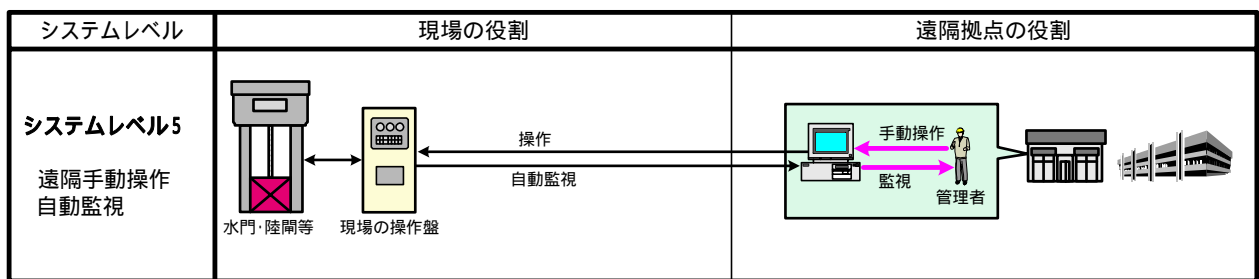 システムレベル
現場の役割
遠隔拠点の役割
システムレベル5
遠隔手動操作
自動監視
水門・陸閘等
現場の操作盤
操作
自動監視
手動操作
監視
管理者